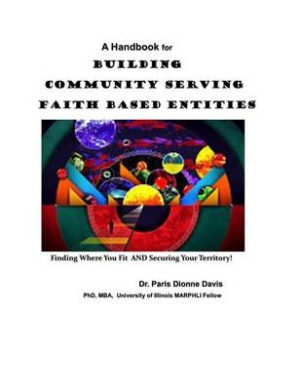 A Handbook for
BUILDING
COMMUNITY SERVING
FAITH BASED ENTITIES
Finding Where You Fit AND Securing Your Territory!
Dr. Paris Dionne Davis
PhD, MBA, University of Illinois MARPHLI Fellow